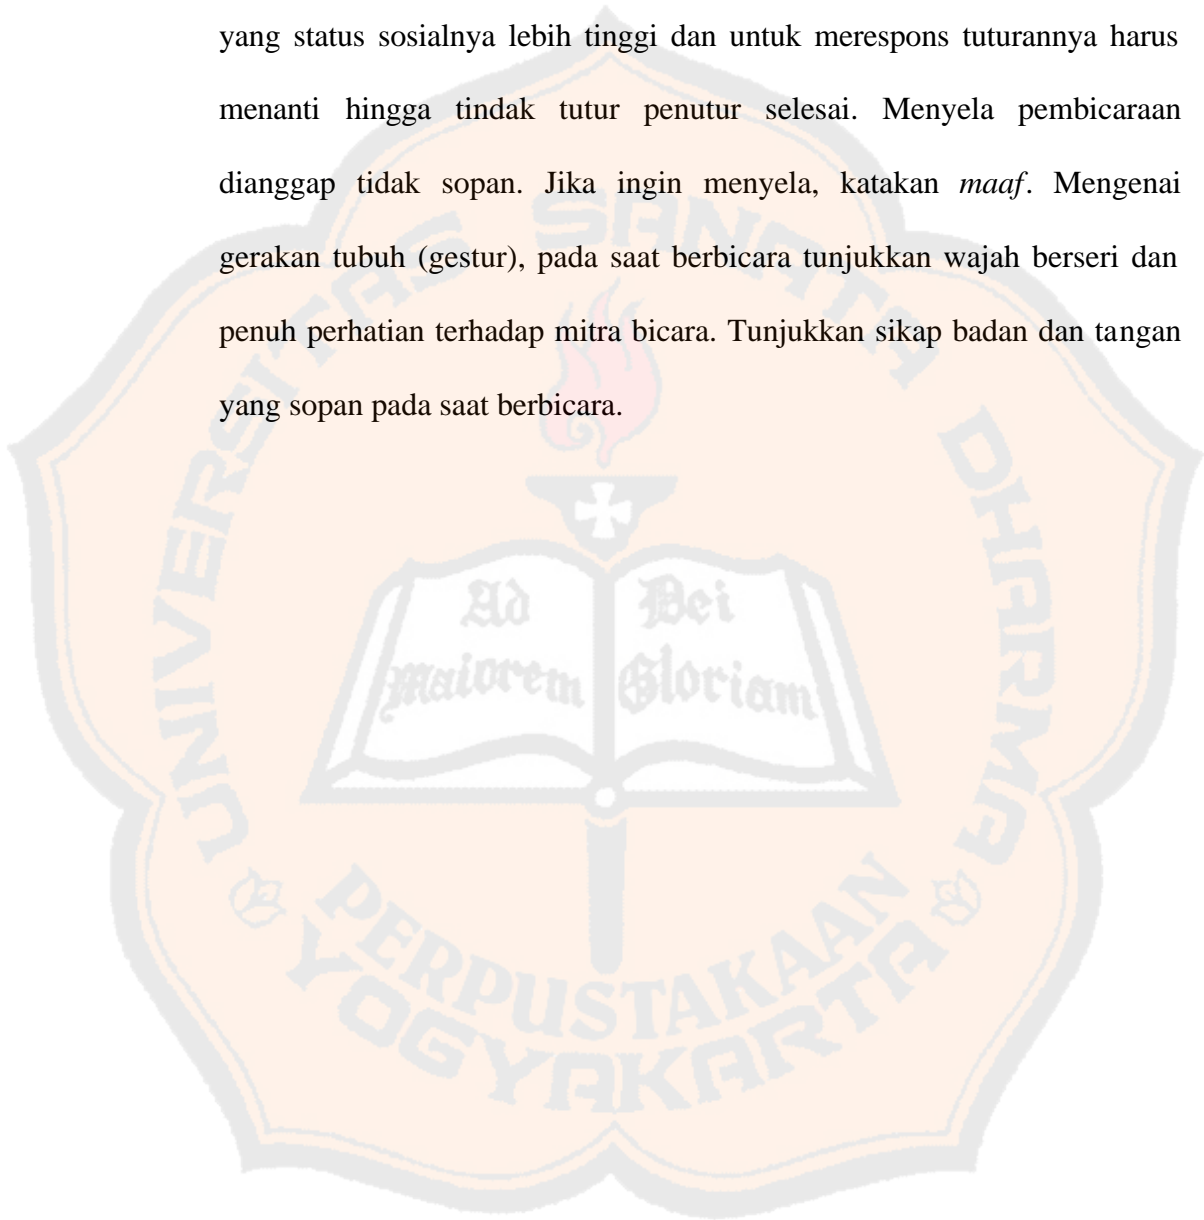 yang status sosialnya lebih tinggi dan untuk merespons tuturannya harus
menanti hingga tindak tutur penutur selesai. Menyela pembicaraan
dianggap tidak sopan. Jika ingin menyela, katakan maaf. Mengenai
gerakan tubuh (gestur), pada saat berbicara tunjukkan wajah berseri dan
penuh perhatian terhadap mitra bicara. Tunjukkan sikap badan dan tangan
yang sopan pada saat berbicara.
UNIVERSITAS SANATA DHARMA
Ad
maiorem
Dei
Gloriam
PERPUSTAKAAN
YOGYAKARTA